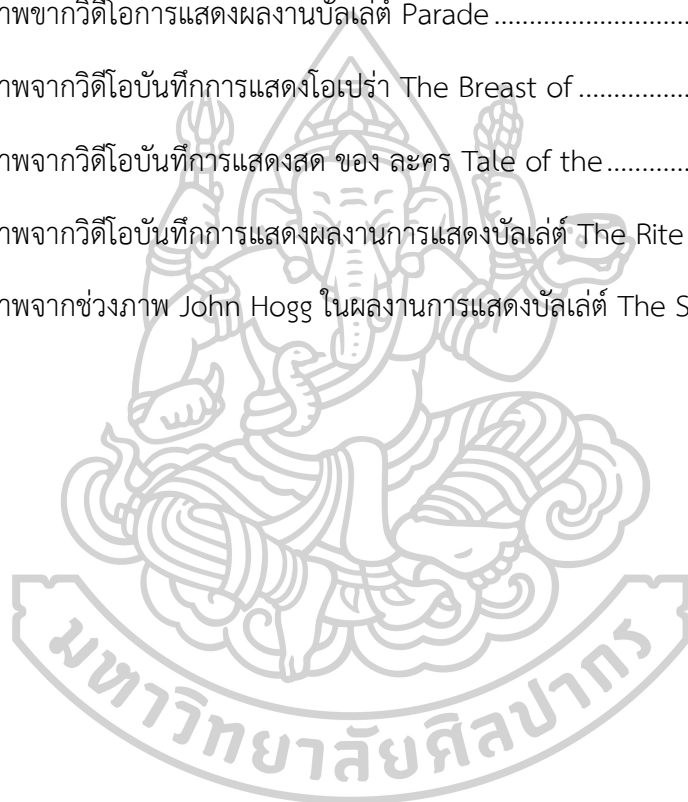 าพขากวิดีโอการแสดงผลงานบัลเล่ต์ Parade.......................
าพจากวิดีโอบันทึกการแสดงโอเปร่า The Breast of................
าพจากวิดีโอบันทึการแสดงสด ของ ละคร Tale of the.............
าพจากวิดีโอบันทึกการแสดงผลงานการแสดงบัลเล่ต์ The Rite
าพจากช่วงภาพ John Hogg ในผลงานการแสดงบัลเล่ต์ The S
มหาวิทยาลัยศิลปากร